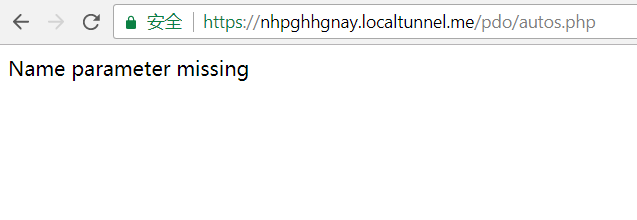 安全 https://nhpghhgnay.localtunnel.me/pdo/autos.php
Name parameter missing